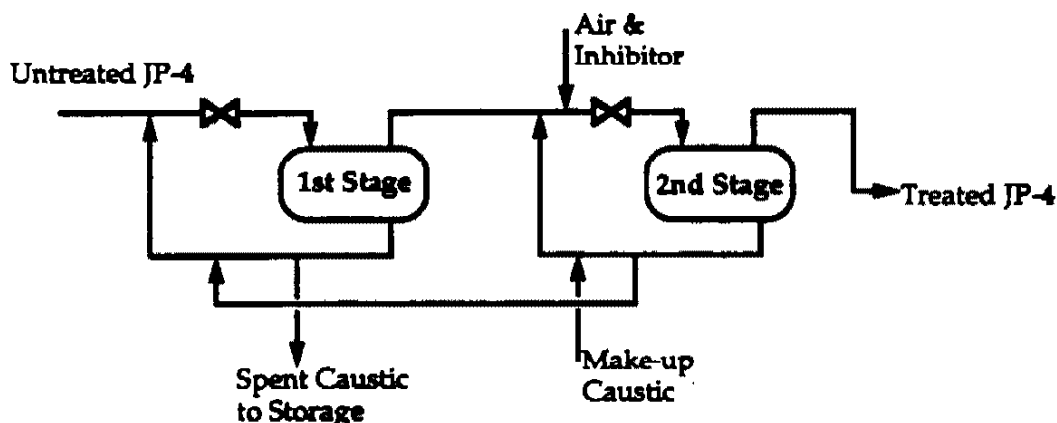 Air &
Inhibitor
Untreated JP-4
1st Stage
2nd Stage
Treated JP-4
Spent Caustic
to Storage
Make-up
Caustic